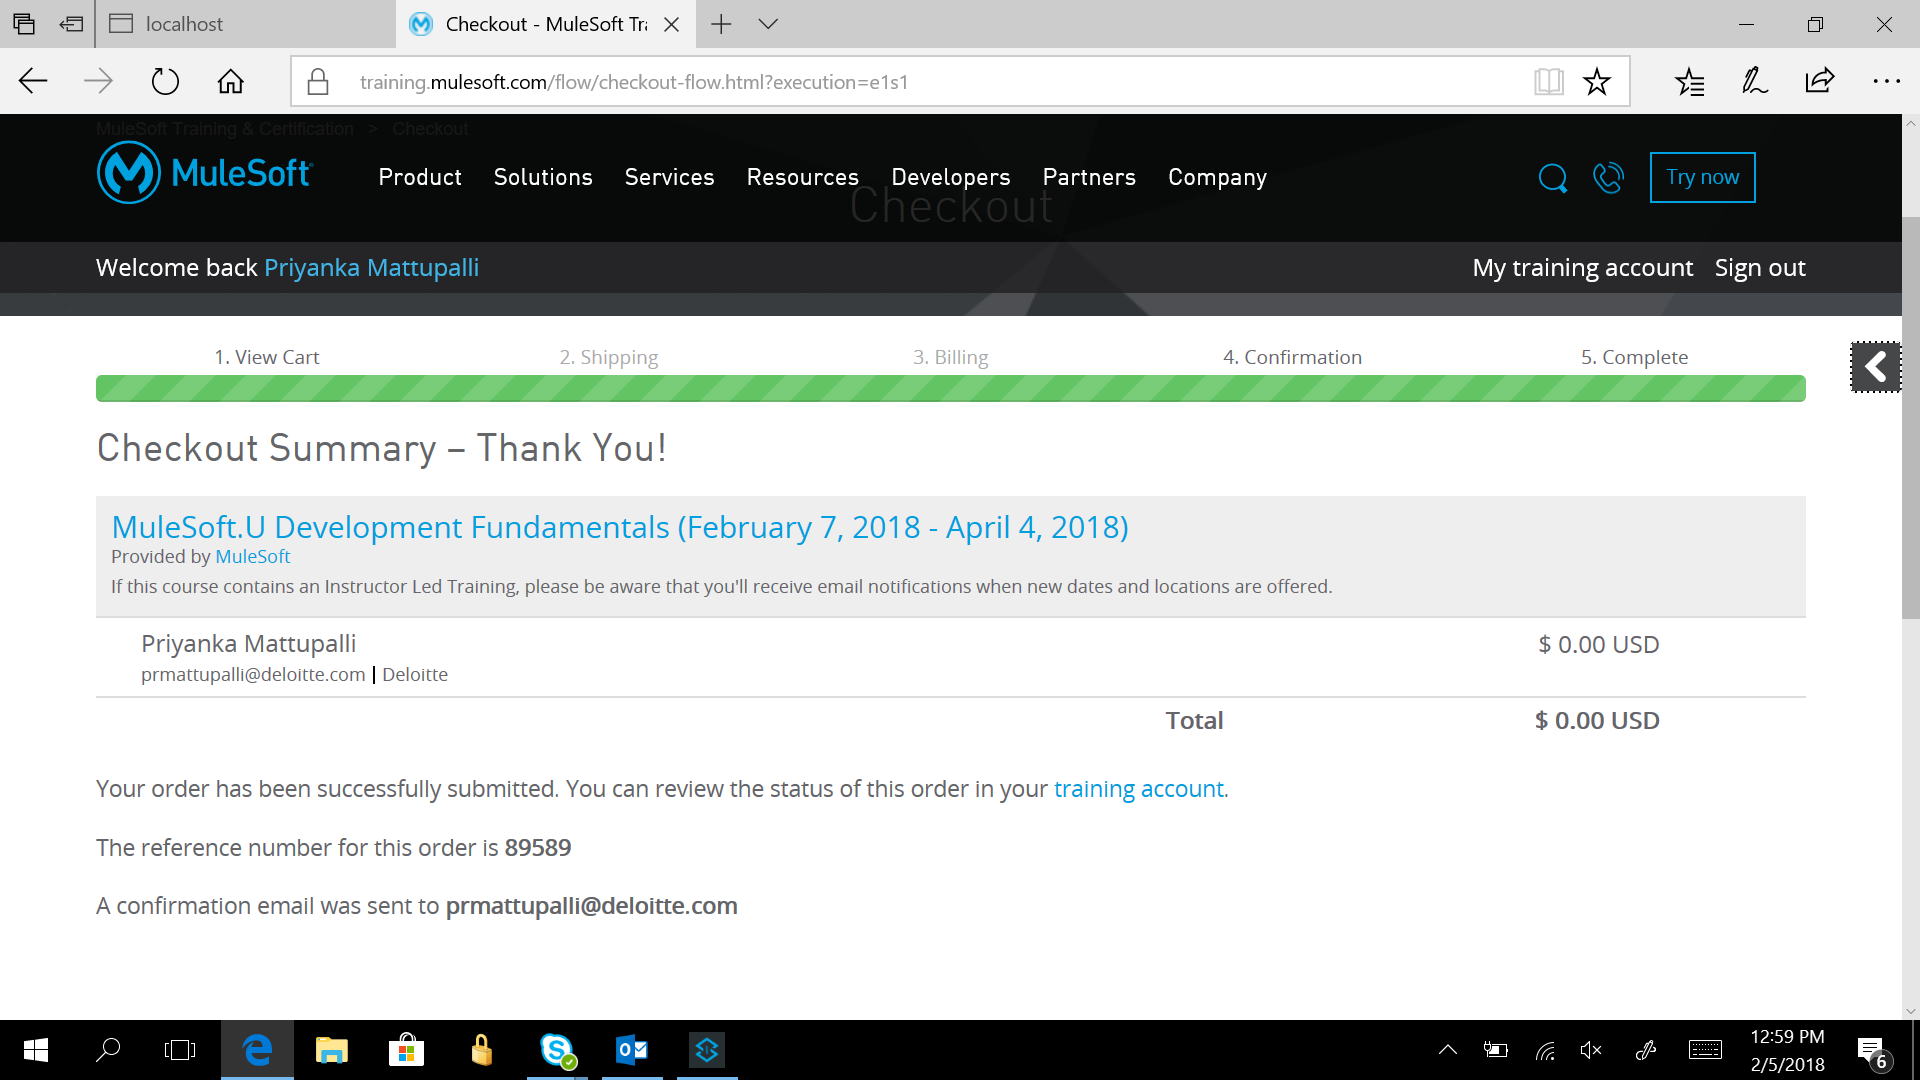 localhost
Checkout - MuleSoft Tra
training.mulesoft.com/flow/checkout-flow.html?execution=e1s1
MuleSoft Training & Certification > Checkout
MuleSoft
Product Solutions Services Resources Developers Partners Company
Try now
Checkout
Welcome back Priyanka Mattupalli
My training account Sign out
1. View Cart
2. Shipping
3. Billing
4. Confirmation
5. Complete
Checkout Summary – Thank You!
MuleSoft.U Development Fundamentals (February 7, 2018 - April 4, 2018)
Provided by MuleSoft
If this course contains an Instructor Led Training, please be aware that you'll receive email notifications when new dates and locations are offered.
Priyanka Mattupalli
$ 0.00 USD
prmattupalli@deloitte.com | Deloitte
Total $ 0.00 USD
Your order has been successfully submitted. You can review the status of this order in your training account.
The reference number for this order is 89589
A confirmation email was sent to prmattupalli@deloitte.com
12:59 PM
2/5/2018
6